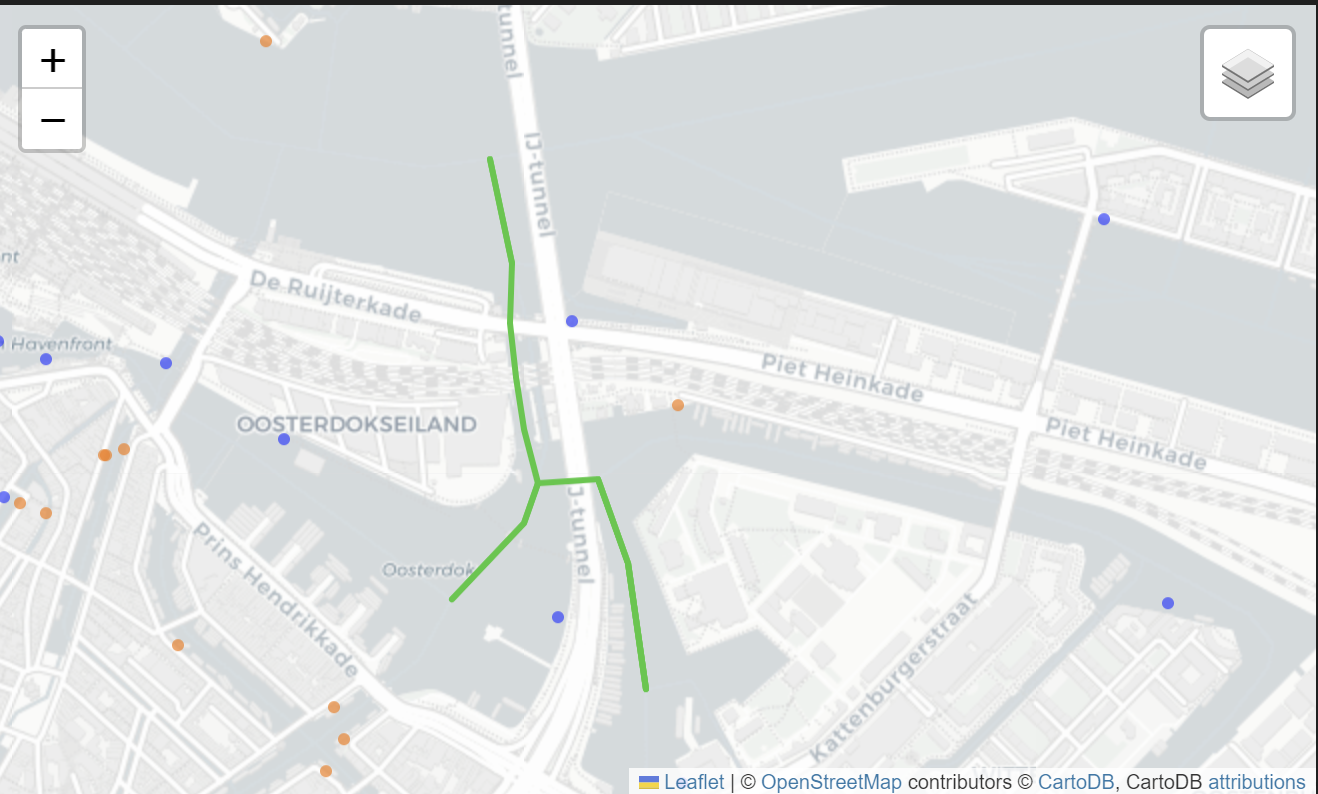 +
−
tunnel
IJ-tunnel
De Ruijterkade
nt
Havenfront
Piet Heinkade
OOSTERDOKSEILAND
Piet Heinkade
J-tunnel
Prins Hendrikkade
Oosterdok
Kattenburgerstraat
Leaflet | © OpenStreetMap contributors © CartoDB, CartoDB attributions